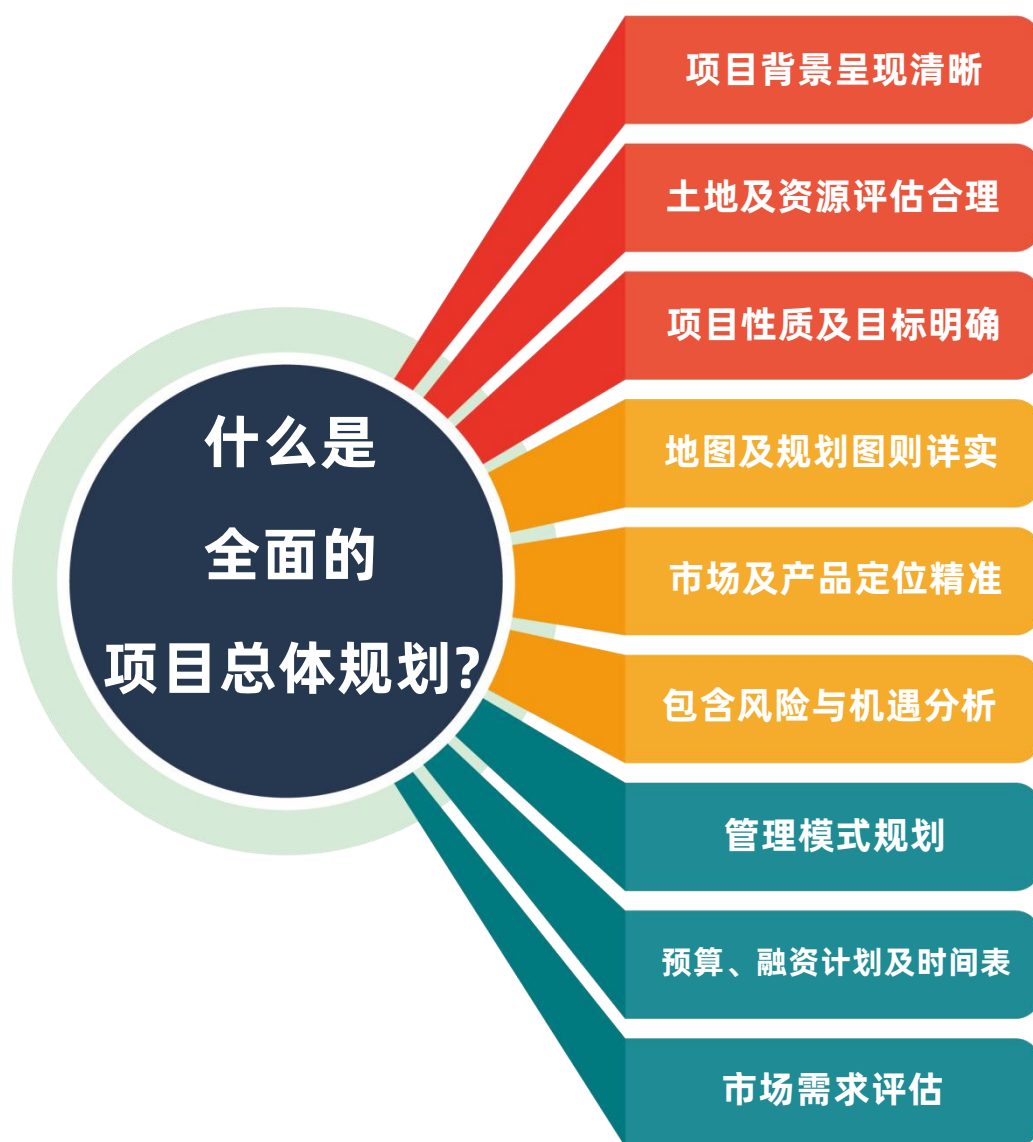 什么是
全面的
项目总体规划?
项目背景呈现清晰
土地及资源评估合理
项目性质及目标明确
地图及规划图则详实
市场及产品定位精准
包含风险与机遇分析
管理模式规划
预算、融资计划及时间表
市场需求评估